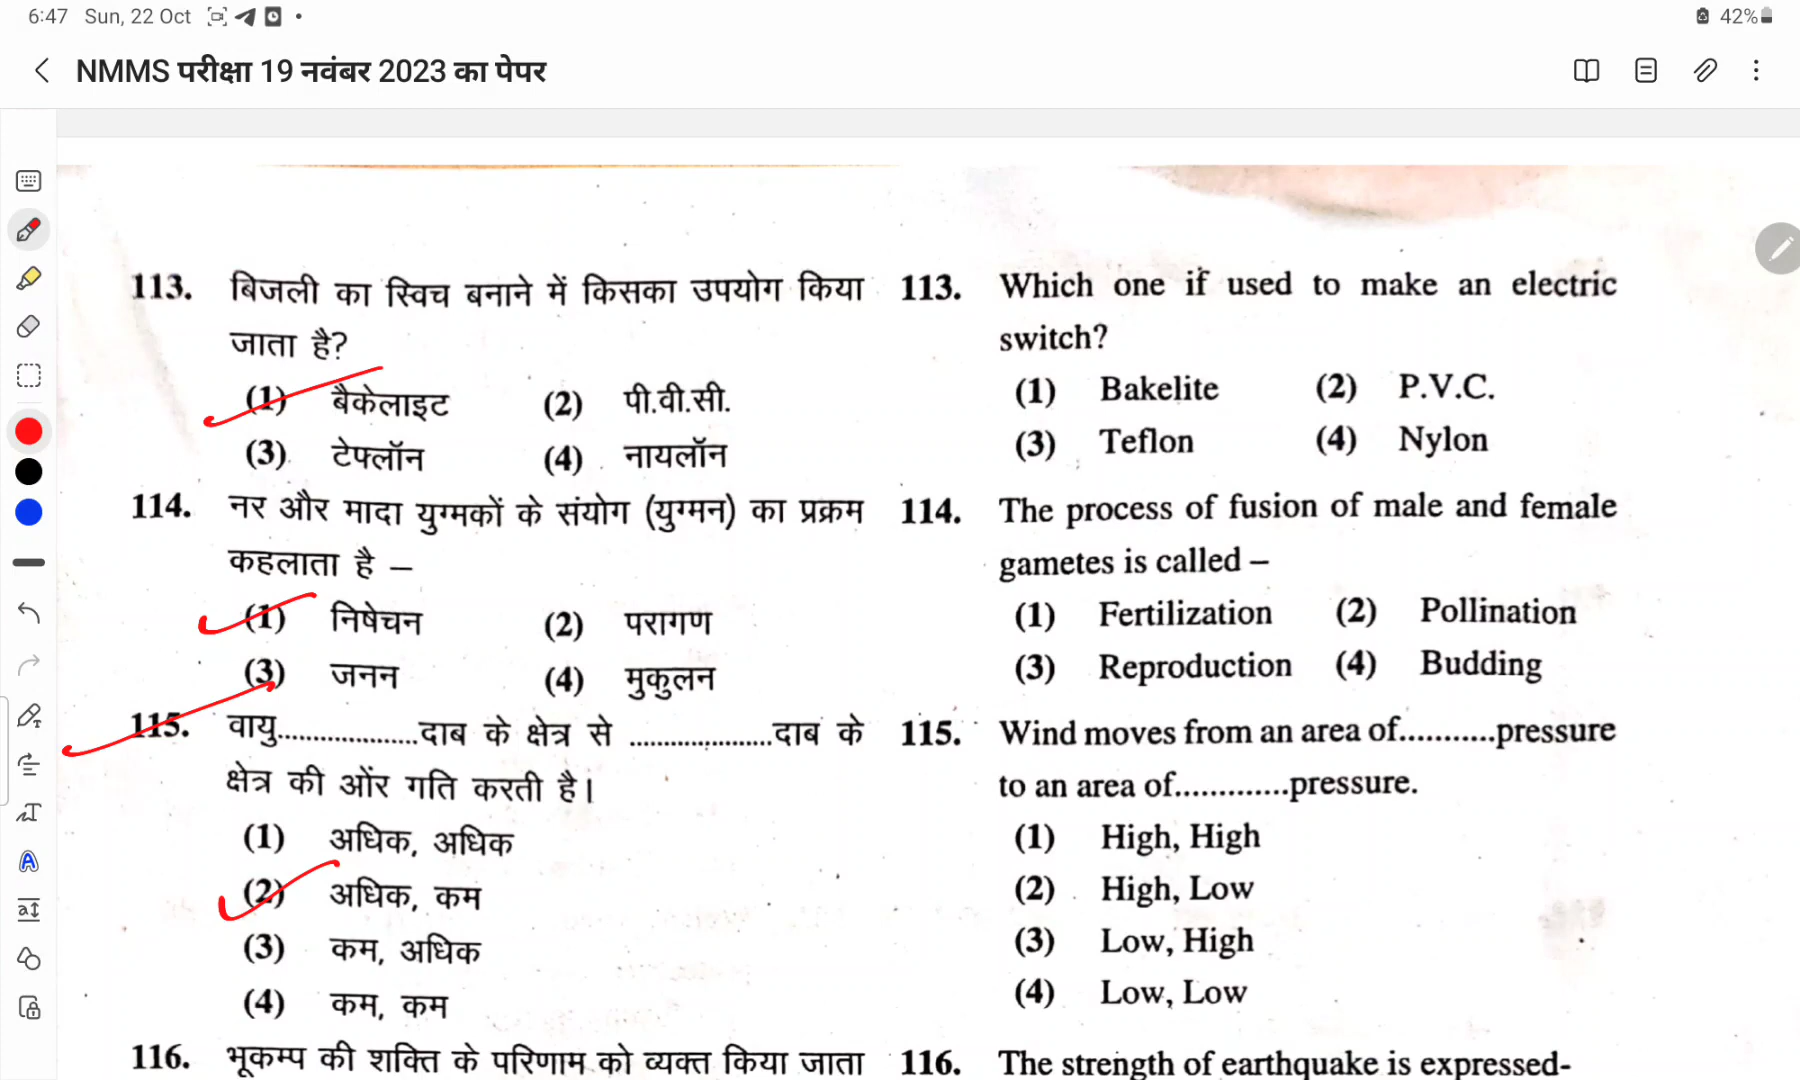 6:47 Sun, 22 Oct
42%
NMMS परीक्षा 19 नवंबर 2023 का पेपर
113. बिजली का स्विच बनाने में किसका उपयोग किया
जाता है?
(1) बैकेलाइट (2) पी.वी.सी.
(3) टेफ्लॉन (4) नायलॉन
114. नर और मादा युग्मकों के संयोग (युग्मन) का प्रक्रम
कहलाता है –
(1) निषेचन (2) परागण
(3) जनन (4) मुकुलन
115. वायु...................दाब के क्षेत्र से .....................दाब के
क्षेत्र की ओंर गति करती है।
(1) अधिक, अधिक
(2) अधिक, कम
(3) कम, अधिक
(4) कम, कम
116. भूकम्प की शक्ति के परिणाम को व्यक्त किया जाता
113. Which one if used to make an electric
switch?
(1) Bakelite (2) P.V.C.
(3) Teflon (4) Nylon
114. The process of fusion of male and female
gametes is called –
(1) Fertilization (2) Pollination
(3) Reproduction (4) Budding
115. Wind moves from an area of...........pressure
to an area of.............pressure.
(1) High, High
(2) High, Low
(3) Low, High
(4) Low, Low
116. The strength of earthquake is expressed-